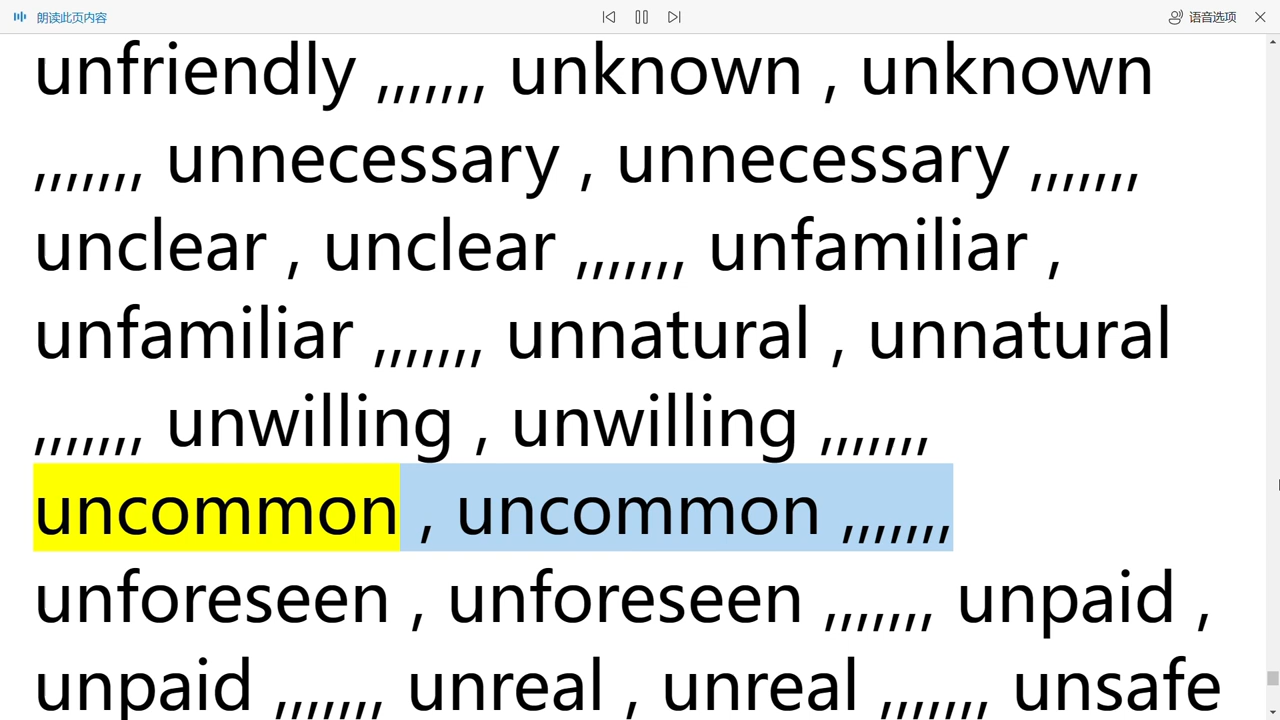 朗读此页内容
语音选项
unfriendly ,,,,,,, unknown , unknown
,,,,,,, unnecessary , unnecessary ,,,,,,,
unclear , unclear ,,,,,,, unfamiliar ,
unfamiliar ,,,,,,, unnatural , unnatural
,,,,,,, unwilling , unwilling ,,,,,,,
uncommon , uncommon ,,,,,,,
unforeseen , unforeseen ,,,,,,, unpaid ,
unpaid ,,,,,,, unreal , unreal ,,,,,,, unsafe